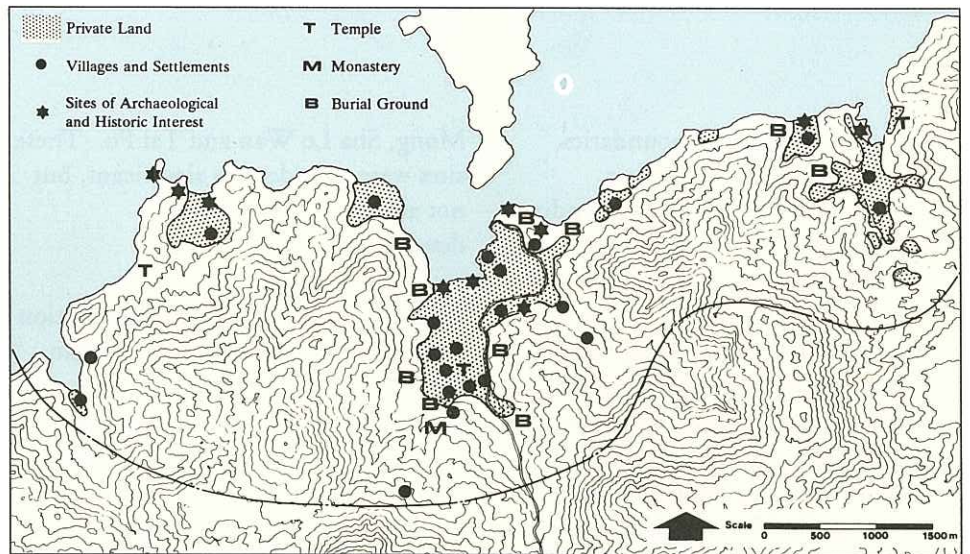 Private Land
T Temple
Villages and Settlements
M Monastery
Sites of Archaeological
and Historic Interest
B Burial Ground
T
B
B
B
B
B
T
B
B
T
B
B
B
M
Scale 0 500 1000 1500 m